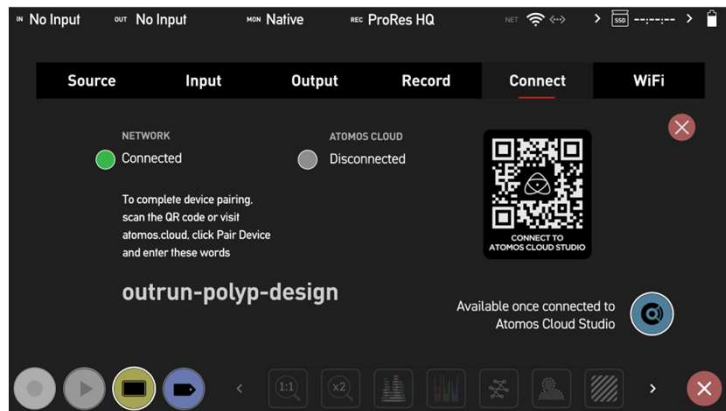 IN No Input OUT No Input MON Native REC ProRes HQ NET > SSD --:--:-- >
Source Input Output Record Connect WiFi
NETWORK
Connected
ATOMOS CLOUD
Disconnected
To complete device pairing,
scan the QR code or visit
atomos.cloud, click Pair Device
and enter these words
outrun-polyp-design
CONNECT TO
ATOMOS CLOUD STUDIO
Available once connected to
Atomos Cloud Studio
1:1 x2